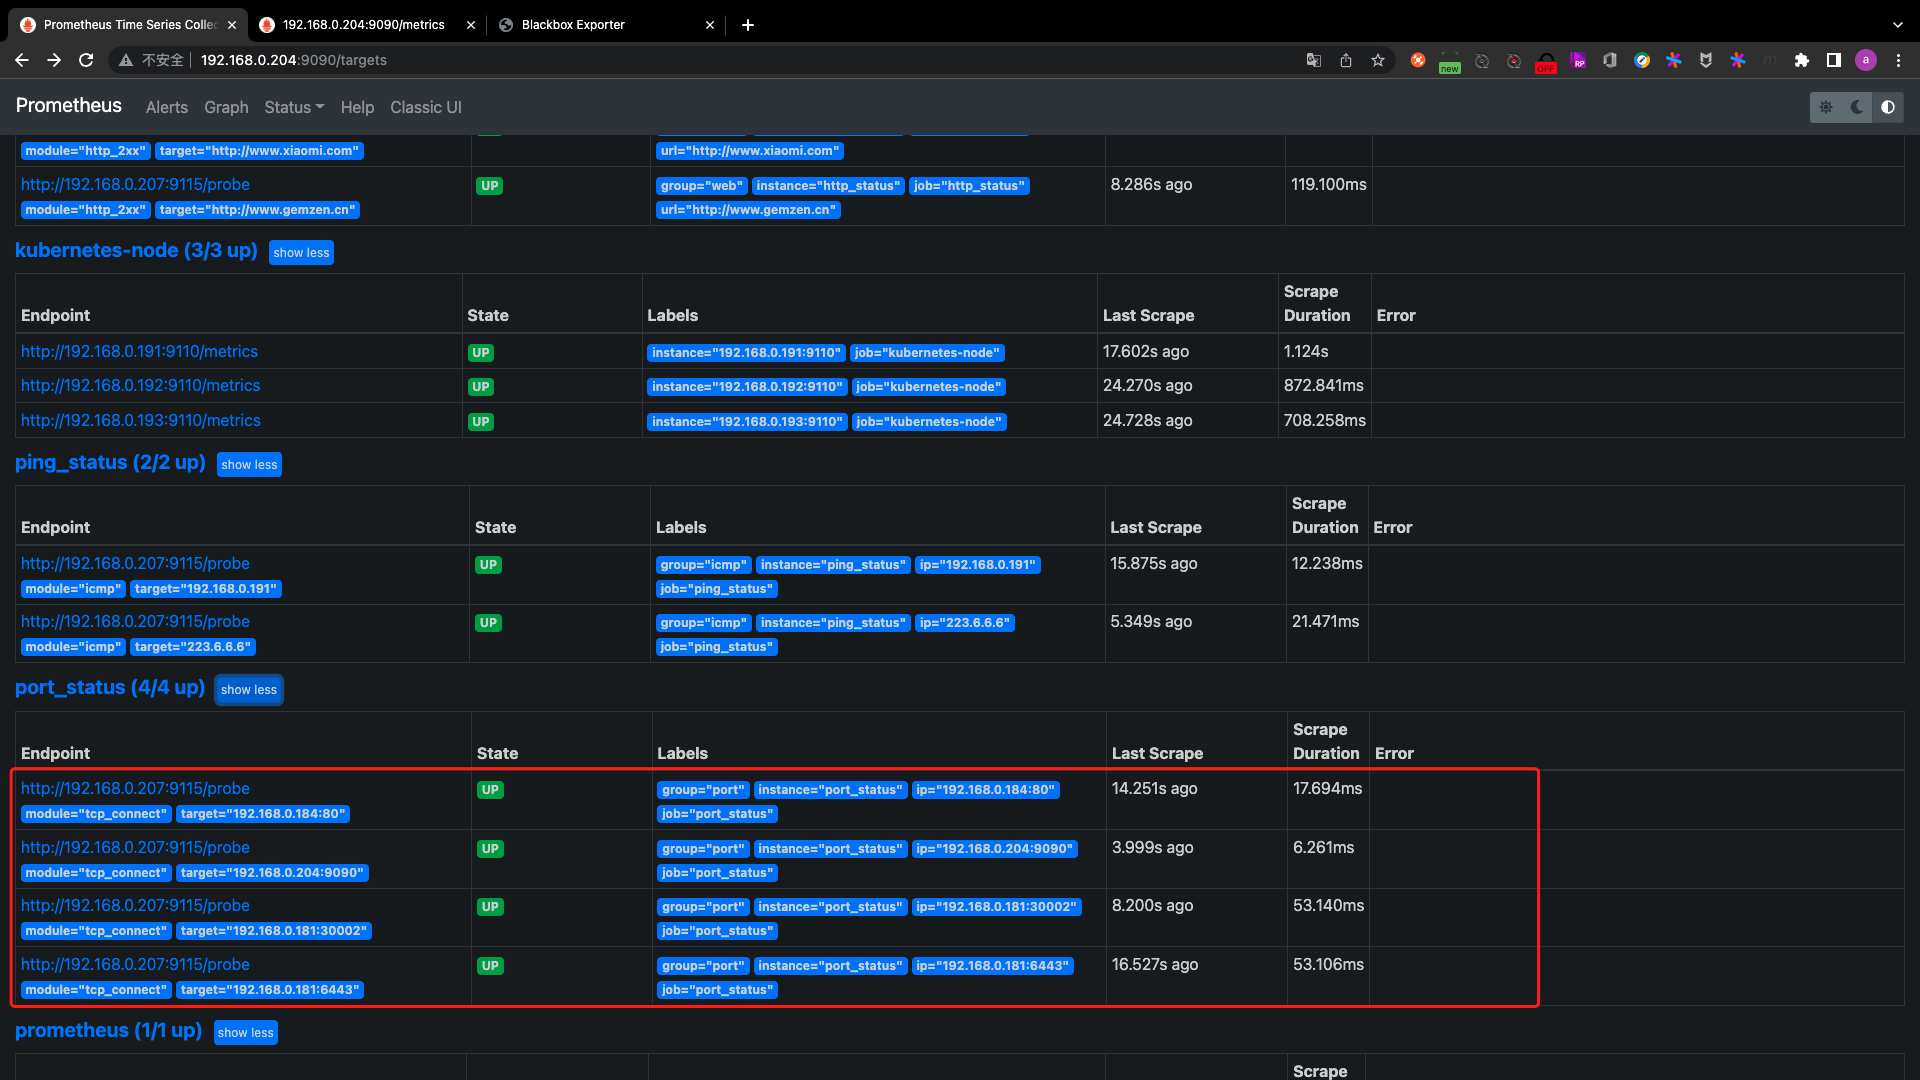 Prometheus Time Series Collec
192.168.0.204:9090/metrics
Blackbox Exporter
不安全 192.168.0.204:9090/targets
new
OFF
RP
a
Prometheus Alerts Graph Status Help Classic UI
module="http_2xx" target="http://www.xiaomi.com" url="http://www.xiaomi.com"
http://192.168.0.207:9115/probe UP group="web" instance="http_status" job="http_status" 8.286s ago 119.100ms
module="http_2xx" target="http://www.gemzen.cn" url="http://www.gemzen.cn"
kubernetes-node (3/3 up) show less
Endpoint State Labels Last Scrape Scrape Duration Error
http://192.168.0.191:9110/metrics UP instance="192.168.0.191:9110" job="kubernetes-node" 17.602s ago 1.124s
http://192.168.0.192:9110/metrics UP instance="192.168.0.192:9110" job="kubernetes-node" 24.270s ago 872.841ms
http://192.168.0.193:9110/metrics UP instance="192.168.0.193:9110" job="kubernetes-node" 24.728s ago 708.258ms
ping_status (2/2 up) show less
Endpoint State Labels Last Scrape Scrape Duration Error
http://192.168.0.207:9115/probe UP group="icmp" instance="ping_status" ip="192.168.0.191" 15.875s ago 12.238ms
module="icmp" target="192.168.0.191" job="ping_status"
http://192.168.0.207:9115/probe UP group="icmp" instance="ping_status" ip="223.6.6.6" 5.349s ago 21.471ms
module="icmp" target="223.6.6.6" job="ping_status"
port_status (4/4 up) show less
Endpoint State Labels Last Scrape Scrape Duration Error
http://192.168.0.207:9115/probe UP group="port" instance="port_status" ip="192.168.0.184:80" 14.251s ago 17.694ms
module="tcp_connect" target="192.168.0.184:80" job="port_status"
http://192.168.0.207:9115/probe UP group="port" instance="port_status" ip="192.168.0.204:9090" 3.999s ago 6.261ms
module="tcp_connect" target="192.168.0.204:9090" job="port_status"
http://192.168.0.207:9115/probe UP group="port" instance="port_status" ip="192.168.0.181:30002" 8.200s ago 53.140ms
module="tcp_connect" target="192.168.0.181:30002" job="port_status"
http://192.168.0.207:9115/probe UP group="port" instance="port_status" ip="192.168.0.181:6443" 16.527s ago 53.106ms
module="tcp_connect" target="192.168.0.181:6443" job="port_status"
prometheus (1/1 up) show less
Scrape